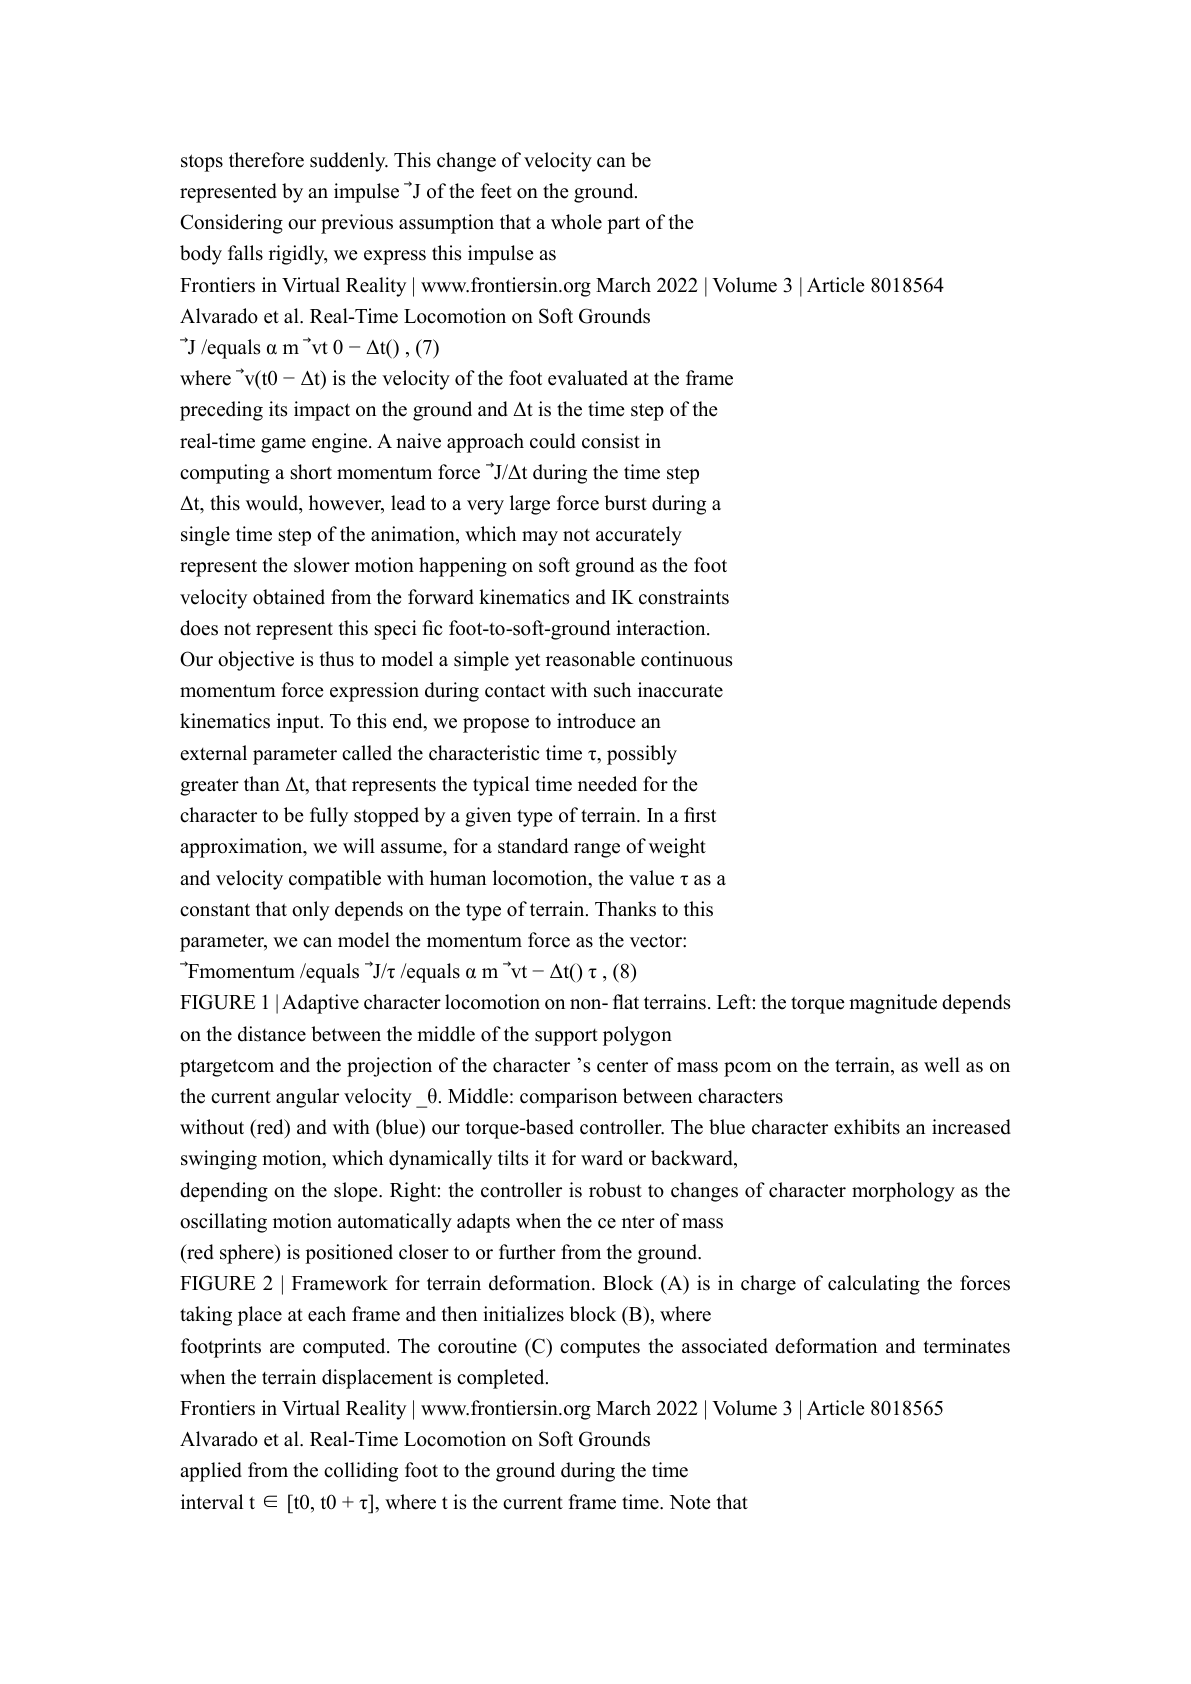 stops therefore suddenly. This change of velocity can be
represented by an impulse ⃗J of the feet on the ground.
Considering our previous assumption that a whole part of the
body falls rigidly, we express this impulse as
Frontiers in Virtual Reality | www.frontiersin.org March 2022 | Volume 3 | Article 8018564
Alvarado et al. Real-Time Locomotion on Soft Grounds
⃗J /equals α m ⃗vt 0 − Δt() , (7)
where ⃗v(t0 − Δt) is the velocity of the foot evaluated at the frame
preceding its impact on the ground and Δt is the time step of the
real-time game engine. A naive approach could consist in
computing a short momentum force ⃗J/Δt during the time step
Δt, this would, however, lead to a very large force burst during a
single time step of the animation, which may not accurately
represent the slower motion happening on soft ground as the foot
velocity obtained from the forward kinematics and IK constraints
does not represent this speci fic foot-to-soft-ground interaction.
Our objective is thus to model a simple yet reasonable continuous
momentum force expression during contact with such inaccurate
kinematics input. To this end, we propose to introduce an
external parameter called the characteristic time τ, possibly
greater than Δt, that represents the typical time needed for the
character to be fully stopped by a given type of terrain. In a first
approximation, we will assume, for a standard range of weight
and velocity compatible with human locomotion, the value τ as a
constant that only depends on the type of terrain. Thanks to this
parameter, we can model the momentum force as the vector:
⃗Fmomentum /equals ⃗J/τ /equals α m ⃗vt − Δt() τ , (8)
FIGURE 1 | Adaptive character locomotion on non- flat terrains. Left: the torque magnitude depends
on the distance between the middle of the support polygon
ptargetcom and the projection of the character ’s center of mass pcom on the terrain, as well as on
the current angular velocity _θ. Middle: comparison between characters
without (red) and with (blue) our torque-based controller. The blue character exhibits an increased
swinging motion, which dynamically tilts it for ward or backward,
depending on the slope. Right: the controller is robust to changes of character morphology as the
oscillating motion automatically adapts when the ce nter of mass
(red sphere) is positioned closer to or further from the ground.
FIGURE 2 | Framework for terrain deformation. Block (A) is in charge of calculating the forces
taking place at each frame and then initializes block (B), where
footprints are computed. The coroutine (C) computes the associated deformation and terminates
when the terrain displacement is completed.
Frontiers in Virtual Reality | www.frontiersin.org March 2022 | Volume 3 | Article 8018565
Alvarado et al. Real-Time Locomotion on Soft Grounds
applied from the colliding foot to the ground during the time
interval t ∈ [t0, t0 + τ], where t is the current frame time. Note that